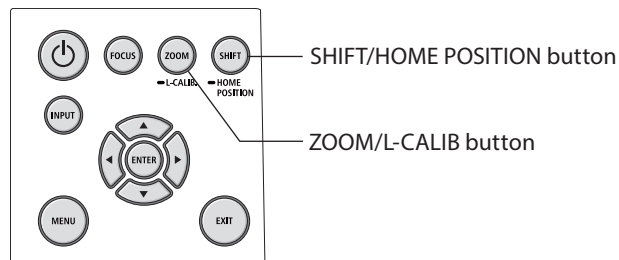 FOCUS ZOOM SHIFT SHIFT/HOME POSITION button
L-CALIB. HOME
POSITION
INPUT
ZOOM/L-CALIB button
ENTER
MENU EXIT